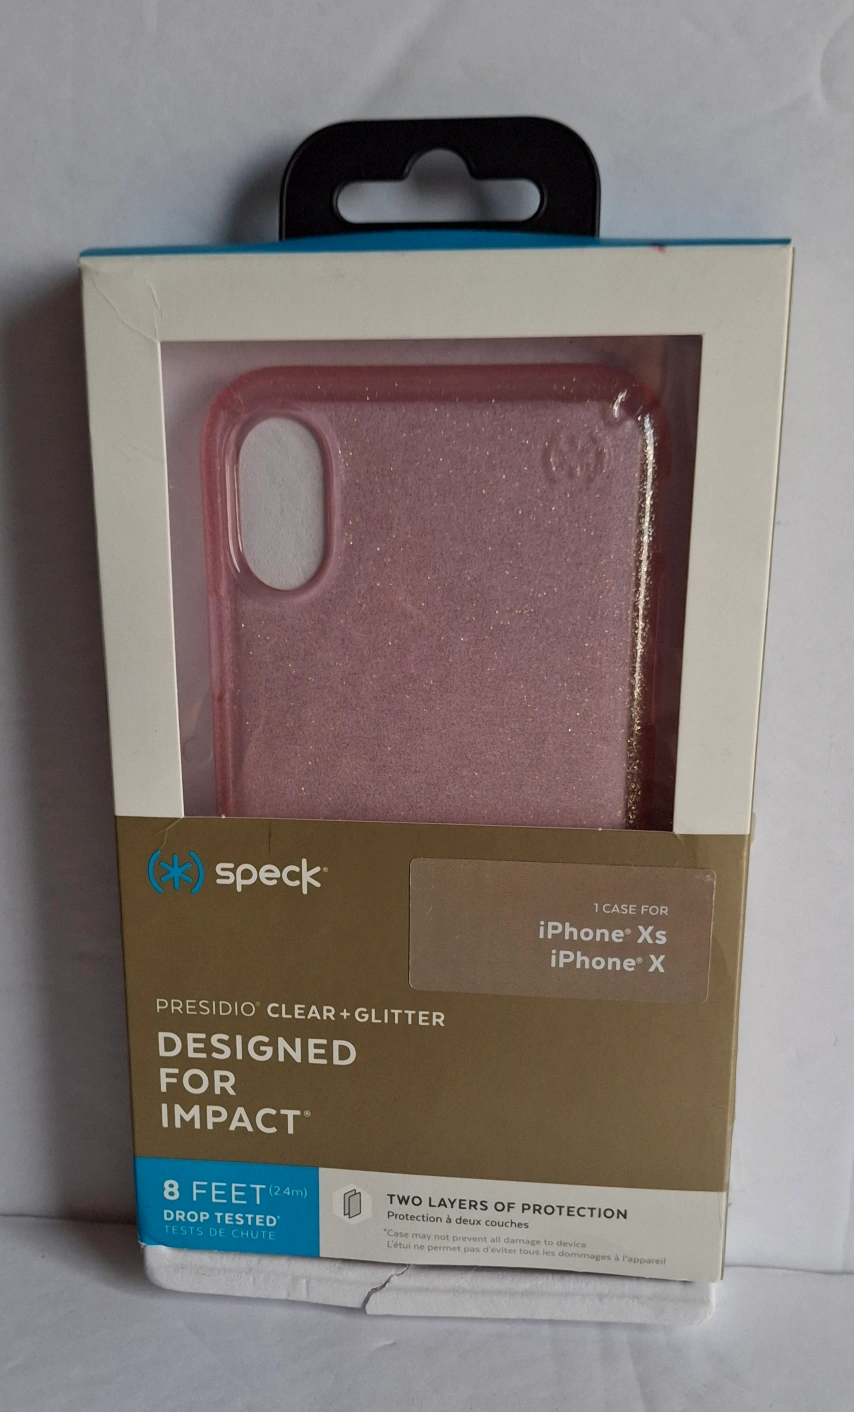 speck®
1 CASE FOR
iPhone® Xs
iPhone® X
PRESIDIO® CLEAR+GLITTER
DESIGNED
FOR
IMPACT®
8 FEET (2.4m)
DROP TESTED*
TESTS DE CHUTE
TWO LAYERS OF PROTECTION
Protection à deux couches
*Case may not prevent all damage to device
L'étui ne permet pas d'éviter tous les dommages à l'appareil